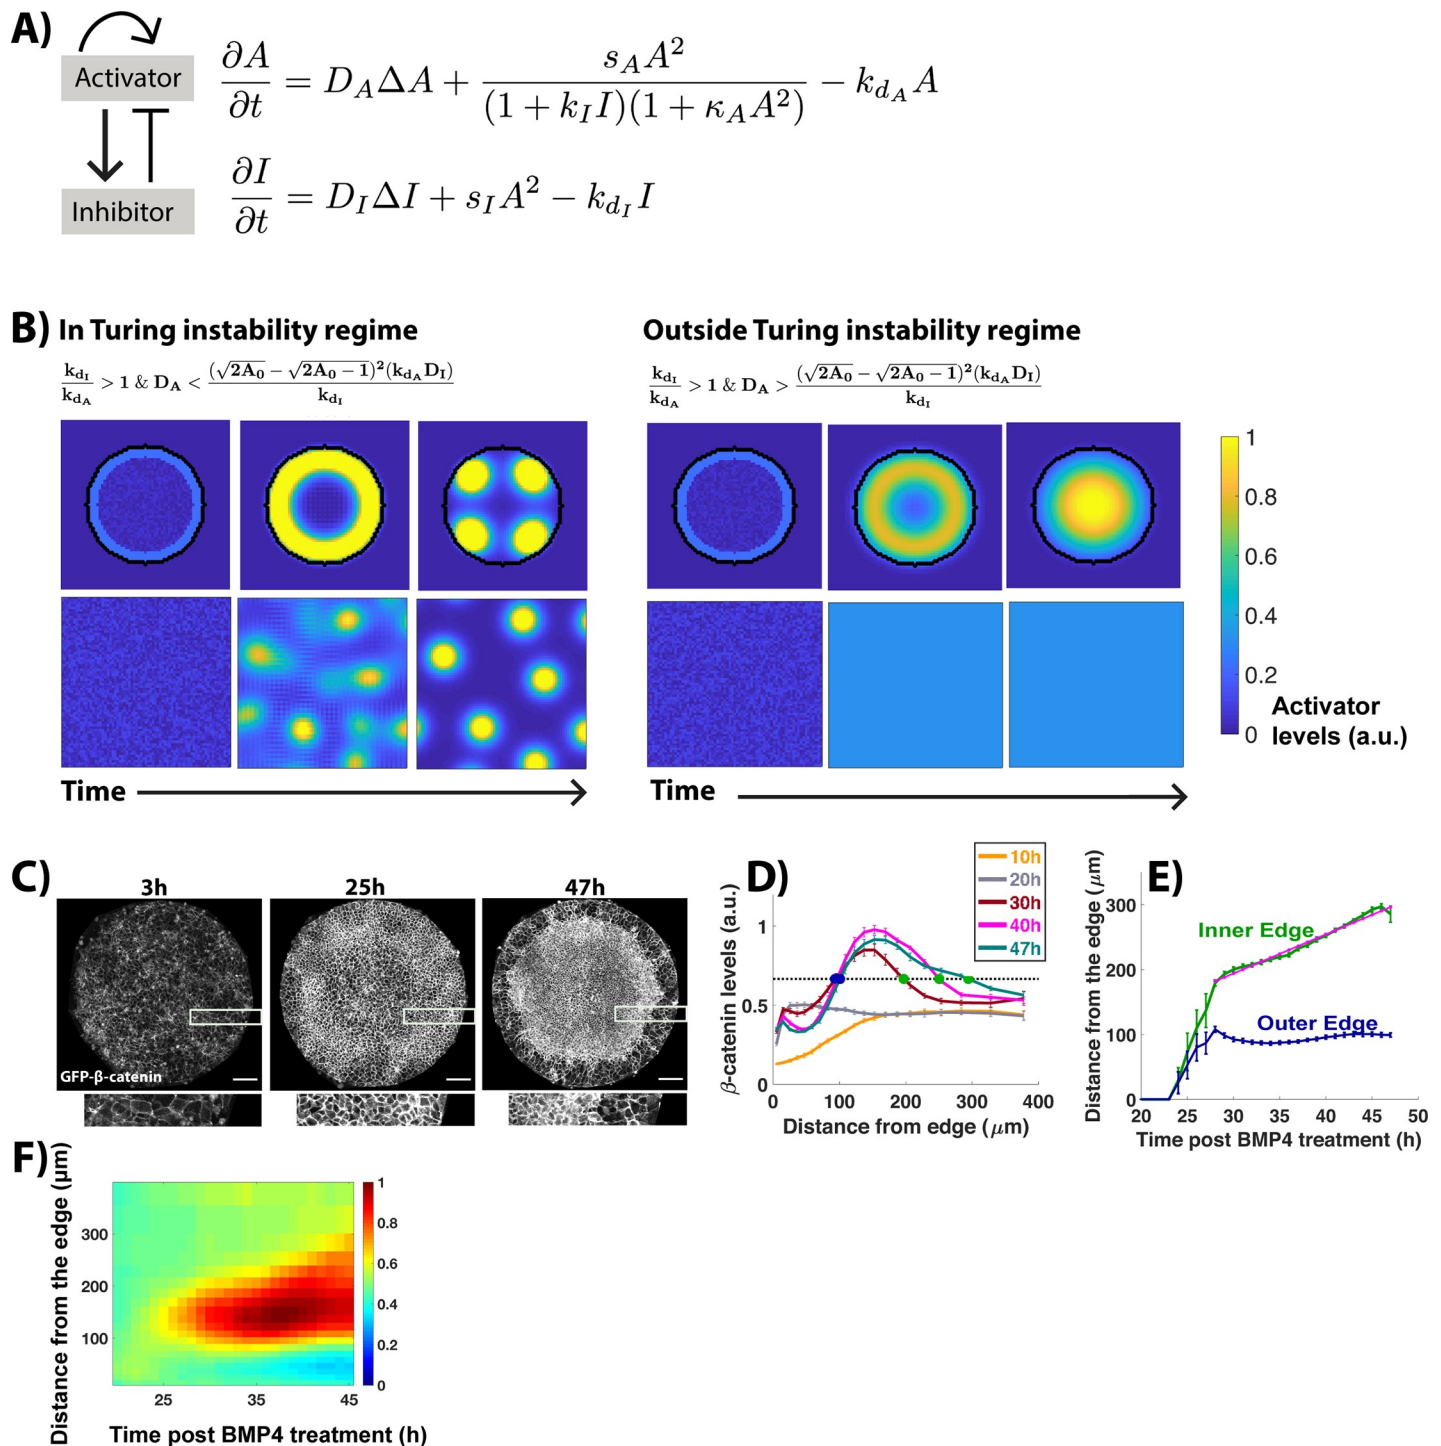 A)
Activator
Inhibitor
∂A/∂t = D_A ΔA + s_A A²/((1 + k_I I)(1 + κ_A A²)) − k_{d_A} A
∂I/∂t = D_I ΔI + s_I A² − k_{d_I} I
B) In Turing instability regime
k_{d_I}/k_{d_A} > 1 & D_A < (√2A₀ − √2A₀ − 1)²(k_{d_A} D_I)/k_{d_I}
Outside Turing instability regime
k_{d_I}/k_{d_A} > 1 & D_A > (√2A₀ − √2A₀ − 1)²(k_{d_A} D_I)/k_{d_I}
1
0.8
0.6
0.4
0.2
0
Activator
levels (a.u.)
Time
Time
C)
3h
25h
47h
GFP-β-catenin
D)
10h
20h
30h
40h
47h
β-catenin levels (a.u.)
1
0.5
0
0 100 200 300 400
Distance from edge (μm)
E)
Distance from the edge (μm)
300
200
100
0
Inner Edge
Outer Edge
20 25 30 35 40 45 50
Time post BMP4 treatment (h)
F)
Distance from the edge (μm)
300
200
100
25 35 45
1
0.8
0.6
0.4
0.2
0
Time post BMP4 treatment (h)